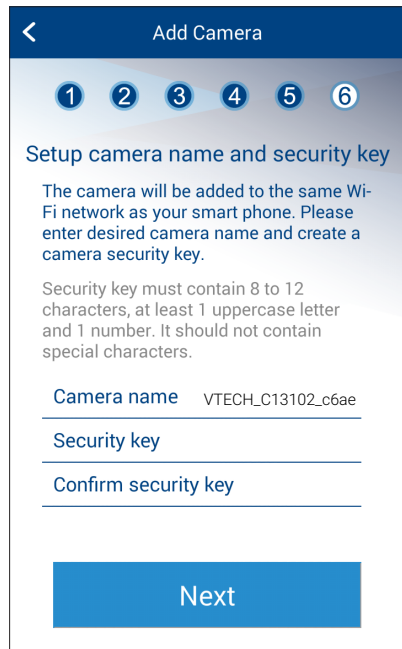 Add Camera
1 2 3 4 5 6
Setup camera name and security key
The camera will be added to the same Wi-
Fi network as your smart phone. Please
enter desired camera name and create a
camera security key.
Security key must contain 8 to 12
characters, at least 1 uppercase letter
and 1 number. It should not contain
special characters.
Camera name VTECH_C13102_c6ae
Security key
Confirm security key
Next